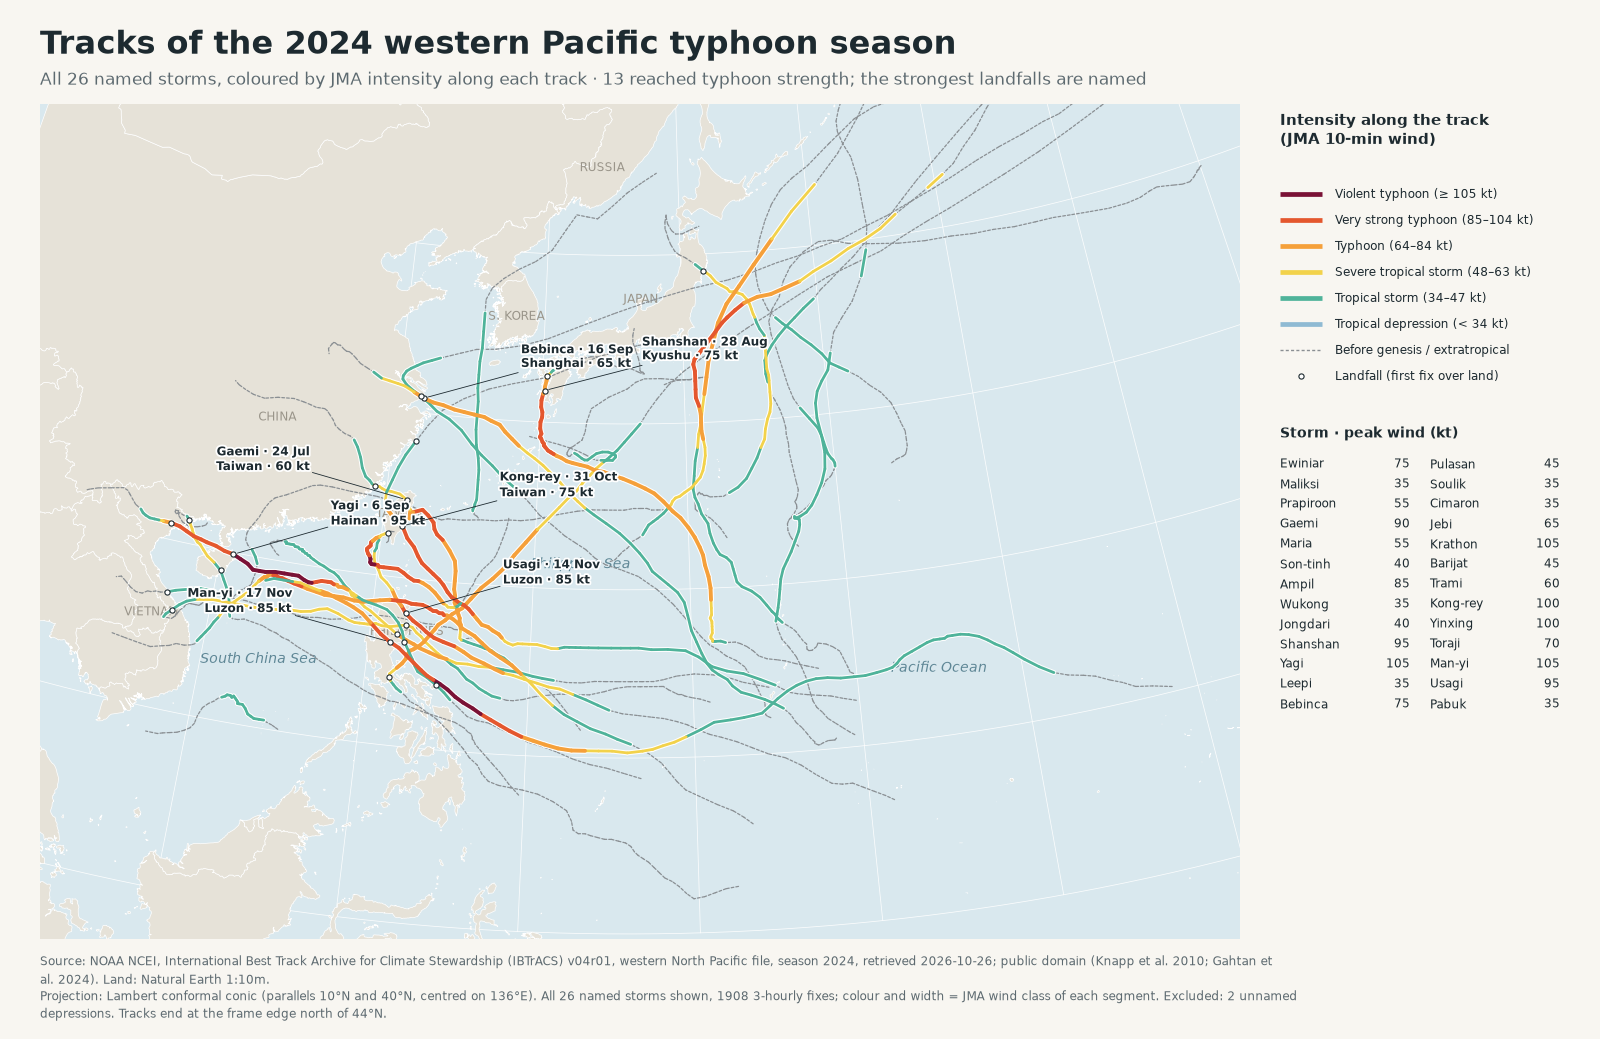 Tracks of the 2024 western Pacific typhoon season
All 26 named storms, coloured by JMA intensity along each track · 13 reached typhoon strength; the strongest landfalls are named
RUSSIA
JAPAN
S. KOREA
CHINA
Shanshan · 28 Aug
Kyushu · 75 kt
Bebinca · 16 Sep
Shanghai · 65 kt
Gaemi · 24 Jul
Taiwan · 60 kt
Kong-rey · 31 Oct
Taiwan · 75 kt
Yagi · 6 Sep
Hainan · 95 kt
Sea
Usagi · 14 Nov
Luzon · 85 kt
Man-yi · 17 Nov
Luzon · 85 kt
VIETNAM
South China Sea
Pacific Ocean
Intensity along the track
(JMA 10-min wind)
Violent typhoon (≥ 105 kt)
Very strong typhoon (85–104 kt)
Typhoon (64–84 kt)
Severe tropical storm (48–63 kt)
Tropical storm (34–47 kt)
Tropical depression (< 34 kt)
Before genesis / extratropical
Landfall (first fix over land)
Storm · peak wind (kt)
Ewiniar 75 Pulasan 45
Maliksi 35 Soulik 35
Prapiroon 55 Cimaron 35
Gaemi 90 Jebi 65
Maria 55 Krathon 105
Son-tinh 40 Barijat 45
Ampil 85 Trami 60
Wukong 35 Kong-rey 100
Jongdari 40 Yinxing 100
Shanshan 95 Toraji 70
Yagi 105 Man-yi 105
Leepi 35 Usagi 95
Bebinca 75 Pabuk 35
Source: NOAA NCEI, International Best Track Archive for Climate Stewardship (IBTrACS) v04r01, western North Pacific file, season 2024, retrieved 2026-10-26; public domain (Knapp et al. 2010; Gahtan et
al. 2024). Land: Natural Earth 1:10m.
Projection: Lambert conformal conic (parallels 10°N and 40°N, centred on 136°E). All 26 named storms shown, 1908 3-hourly fixes; colour and width = JMA wind class of each segment. Excluded: 2 unnamed
depressions. Tracks end at the frame edge north of 44°N.